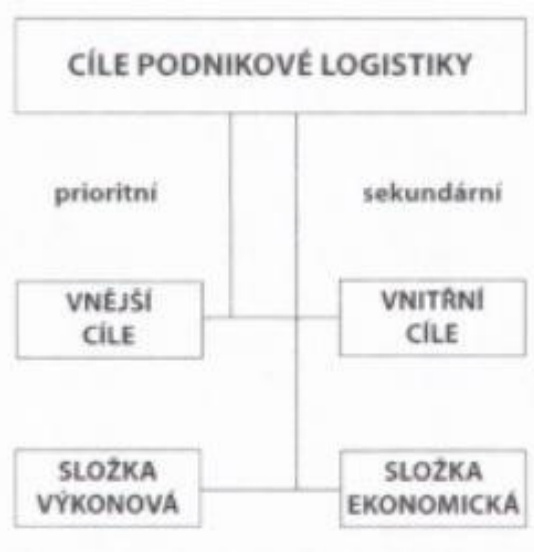 CÍLE PODNIKOVÉ LOGISTIKY
prioritní
sekundární
VNĚJŠÍ
CÍLE
VNITŘNÍ
CÍLE
SLOŽKA
VÝKONOVÁ
SLOŽKA
EKONOMICKÁ